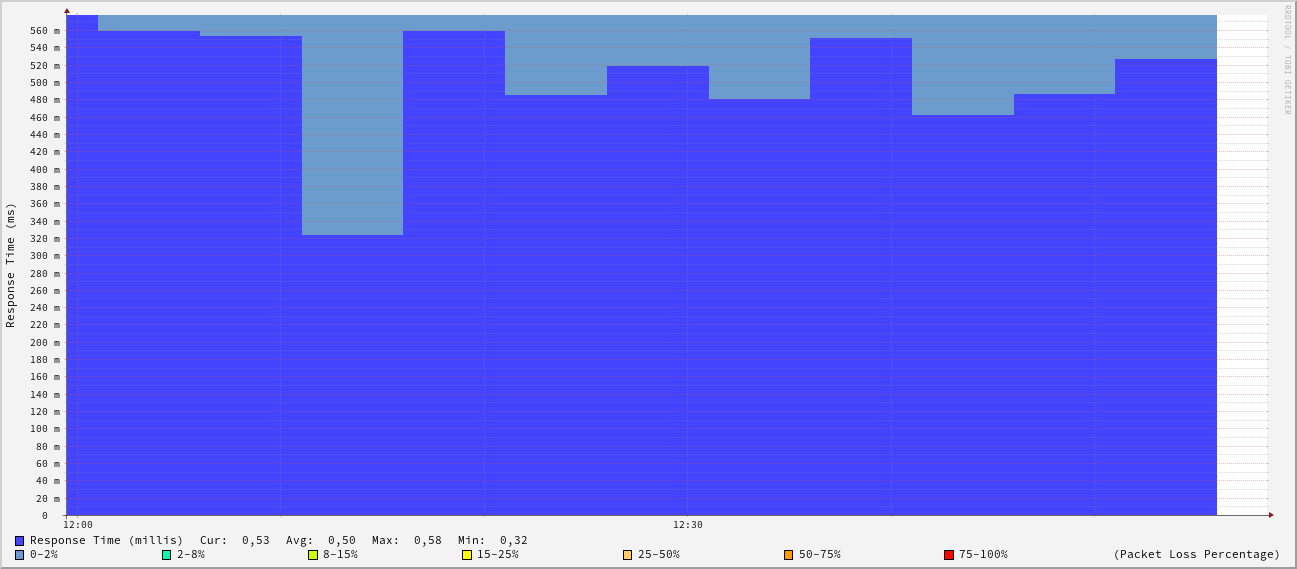 RRDTOOL / TOBI OETIKER
Response Time (ms)
560 m
540 m
520 m
500 m
480 m
460 m
440 m
420 m
400 m
380 m
360 m
340 m
320 m
300 m
280 m
260 m
240 m
220 m
200 m
180 m
160 m
140 m
120 m
100 m
80 m
60 m
40 m
20 m
0
12:00 12:30
Response Time (millis) Cur: 0,53 Avg: 0,50 Max: 0,58 Min: 0,32
0-2% 2-8% 8-15% 15-25% 25-50% 50-75% 75-100% (Packet Loss Percentage)